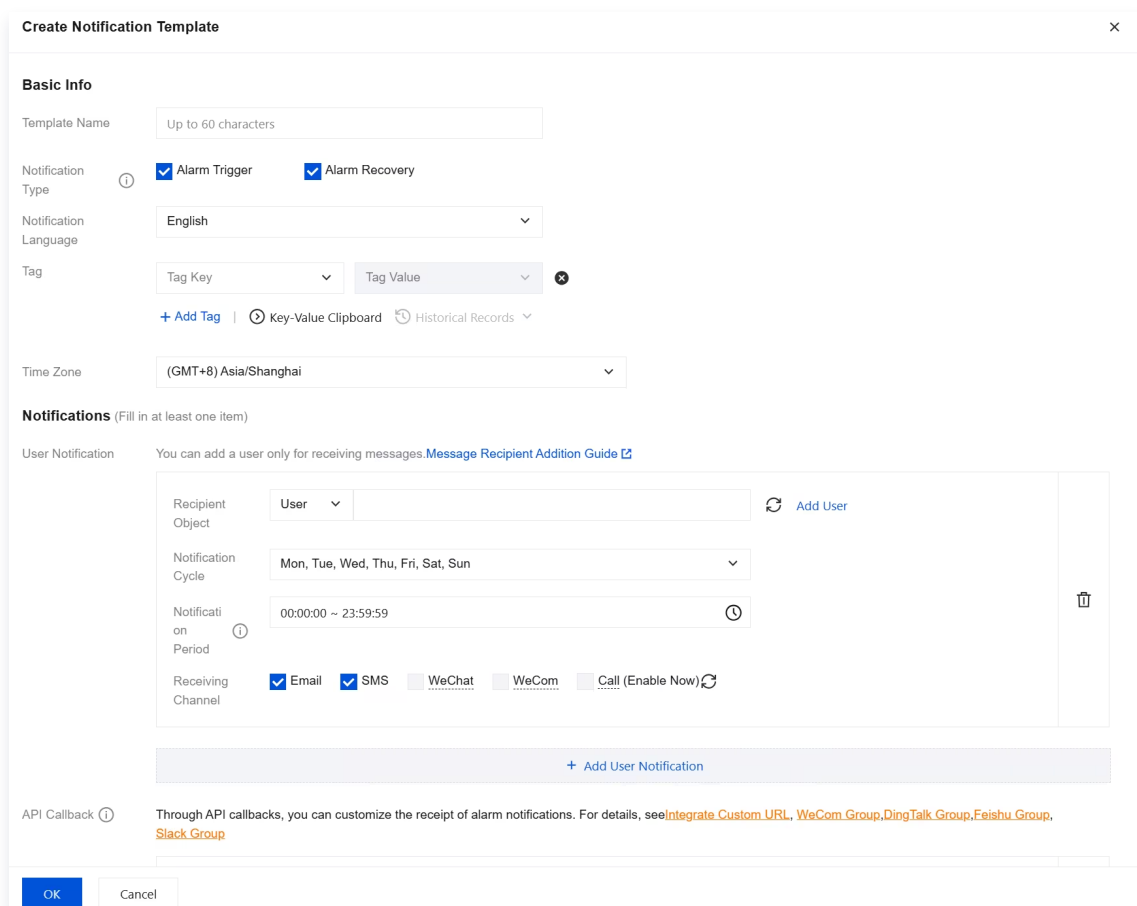 Create Notification Template
Basic Info
Template Name
Up to 60 characters
Notification
Type
Alarm Trigger
Alarm Recovery
Notification
Language
English
Tag
Tag Key
Tag Value
+ Add Tag | Key-Value Clipboard Historical Records
Time Zone
(GMT+8) Asia/Shanghai
Notifications (Fill in at least one item)
User Notification
You can add a user only for receiving messages.Message Recipient Addition Guide
Recipient
Object
User
Add User
Notification
Cycle
Mon, Tue, Wed, Thu, Fri, Sat, Sun
Notificati
on
Period
00:00:00 ~ 23:59:59
Receiving
Channel
Email
SMS
WeChat
WeCom
Call (Enable Now)
+ Add User Notification
API Callback
Through API callbacks, you can customize the receipt of alarm notifications. For details, seeIntegrate Custom URL, WeCom Group,DingTalk Group,Feishu Group,
Slack Group
OK
Cancel